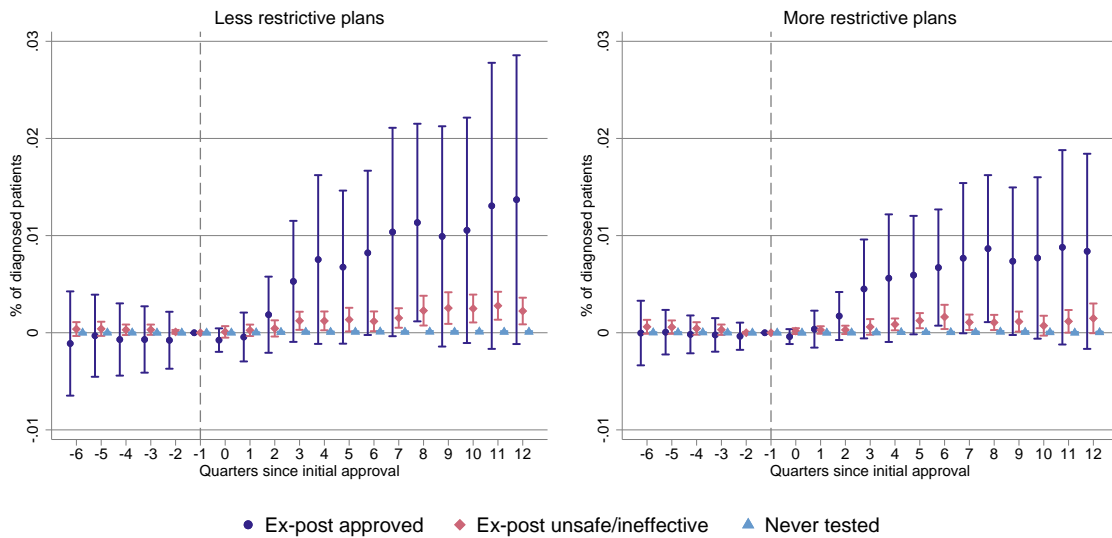 Less restrictive plans
% of diagnosed patients
.03
.02
.01
0
-.01
-6 -5 -4 -3 -2 -1 0 1 2 3 4 5 6 7 8 9 10 11 12
Quarters since initial approval
More restrictive plans
% of diagnosed patients
.03
.02
.01
0
-.01
-6 -5 -4 -3 -2 -1 0 1 2 3 4 5 6 7 8 9 10 11 12
Quarters since initial approval
Ex-post approved Ex-post unsafe/ineffective Never tested